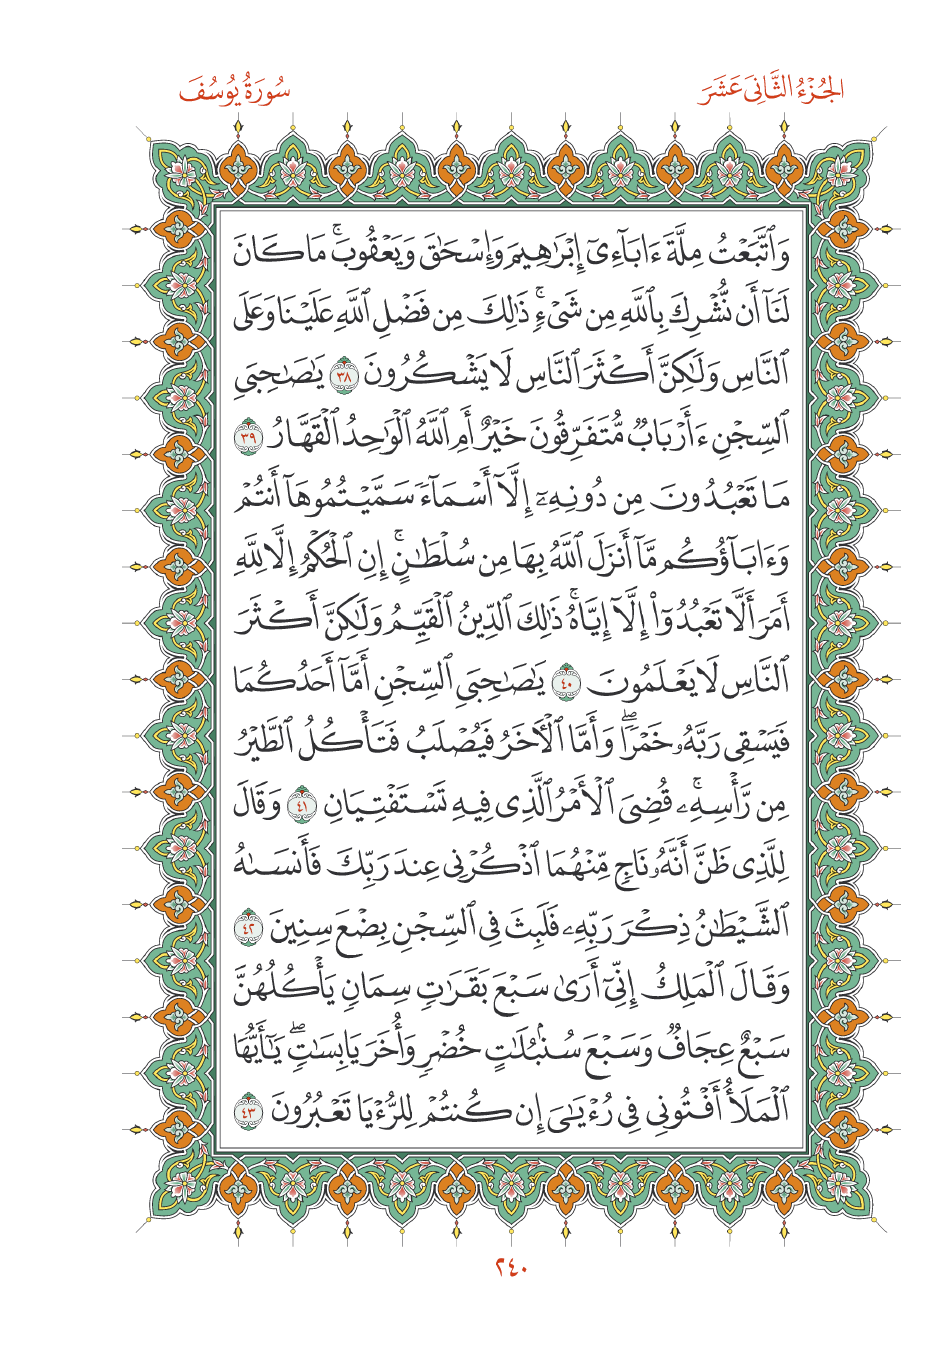 الجُزْءُ الثَّانِىَ عَشَرَ
سُورَةُ يُوسُفَ
وَٱتَّبَعْتُ مِلَّةَ ءَابَآءِىٓ إِبْرَٰهِيمَ وَإِسْحَٰقَ وَيَعْقُوبَۚ مَا كَانَ
لَنَآ أَن نُّشْرِكَ بِٱللَّهِ مِن شَىْءٍۚ ذَٰلِكَ مِن فَضْلِ ٱللَّهِ عَلَيْنَا وَعَلَى
ٱلنَّاسِ وَلَٰكِنَّ أَكْثَرَ ٱلنَّاسِ لَا يَشْكُرُونَ ٣٨ يَٰصَٰحِبَىِ
ٱلسِّجْنِ ءَأَرْبَابٌ مُّتَفَرِّقُونَ خَيْرٌ أَمِ ٱللَّهُ ٱلْوَٰحِدُ ٱلْقَهَّارُ ٣٩
مَا تَعْبُدُونَ مِن دُونِهِۦٓ إِلَّآ أَسْمَآءً سَمَّيْتُمُوهَآ أَنتُمْ
وَءَابَآؤُكُم مَّآ أَنزَلَ ٱللَّهُ بِهَا مِن سُلْطَٰنٍۚ إِنِ ٱلْحُكْمُ إِلَّا لِلَّهِ
أَمَرَ أَلَّا تَعْبُدُوٓا۟ إِلَّآ إِيَّاهُۚ ذَٰلِكَ ٱلدِّينُ ٱلْقَيِّمُ وَلَٰكِنَّ أَكْثَرَ
ٱلنَّاسِ لَا يَعْلَمُونَ ٤٠ يَٰصَٰحِبَىِ ٱلسِّجْنِ أَمَّآ أَحَدُكُمَا
فَيَسْقِى رَبَّهُۥ خَمْرًاۖ وَأَمَّا ٱلْأَخَرُ فَيُصْلَبُ فَتَأْكُلُ ٱلطَّيْرُ
مِن رَّأْسِهِۦۚ قُضِىَ ٱلْأَمْرُ ٱلَّذِى فِيهِ تَسْتَفْتِيَانِ ٤١ وَقَالَ
لِلَّذِى ظَنَّ أَنَّهُۥ نَاجٍ مِّنْهُمَا ٱذْكُرْنِى عِندَ رَبِّكَ فَأَنسَىٰهُ
ٱلشَّيْطَٰنُ ذِكْرَ رَبِّهِۦ فَلَبِثَ فِى ٱلسِّجْنِ بِضْعَ سِنِينَ ٤٢
وَقَالَ ٱلْمَلِكُ إِنِّىٓ أَرَىٰ سَبْعَ بَقَرَٰتٍ سِمَانٍ يَأْكُلُهُنَّ
سَبْعٌ عِجَافٌ وَسَبْعَ سُنۢبُلَٰتٍ خُضْرٍ وَأُخَرَ يَابِسَٰتٍۖ يَٰٓأَيُّهَا
ٱلْمَلَأُ أَفْتُونِى فِى رُءْيَٰىَ إِن كُنتُمْ لِلرُّءْيَا تَعْبُرُونَ ٤٣
٢٤٠